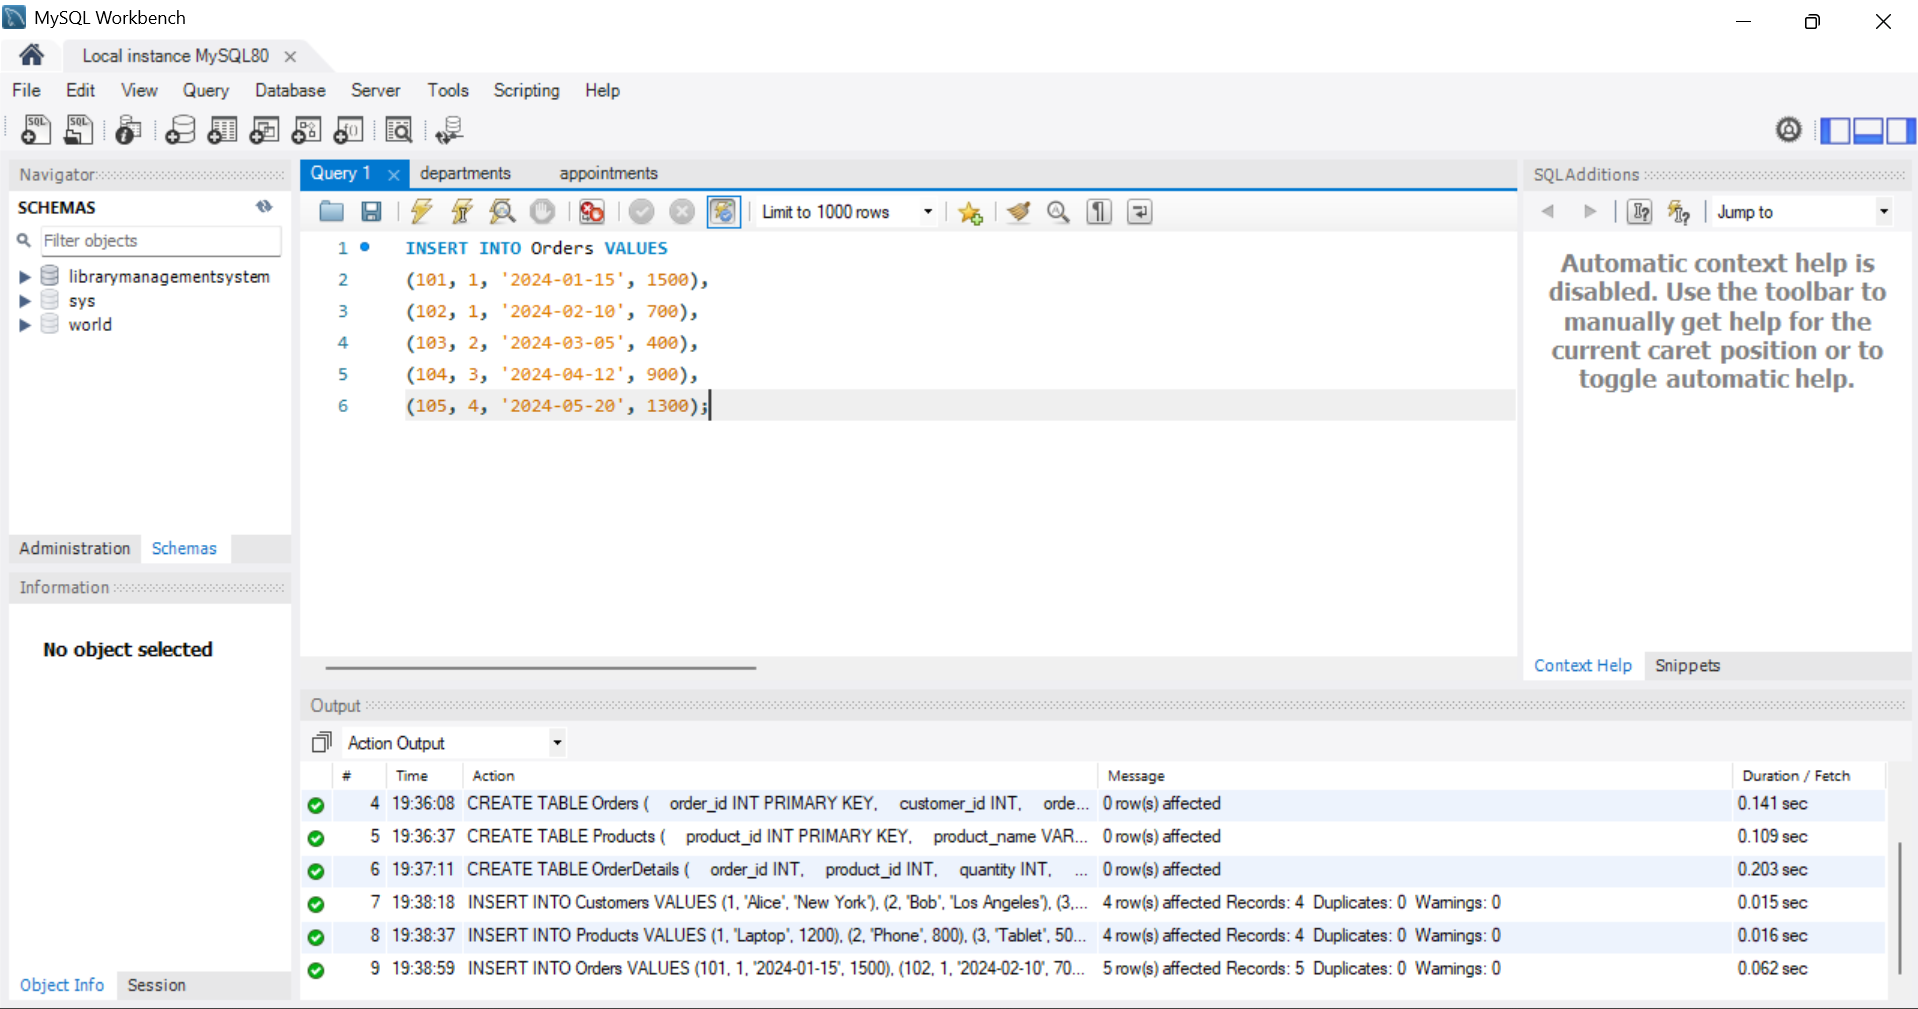 MySQL Workbench
Local instance MySQL80
File Edit View Query Database Server Tools Scripting Help
Navigator
SCHEMAS
Filter objects
librarymanagementsystem
sys
world
Administration Schemas
Information
No object selected
Object Info Session
Query 1 departments appointments
Limit to 1000 rows
1 INSERT INTO Orders VALUES
2 (101, 1, '2024-01-15', 1500),
3 (102, 1, '2024-02-10', 700),
4 (103, 2, '2024-03-05', 400),
5 (104, 3, '2024-04-12', 900),
6 (105, 4, '2024-05-20', 1300);
SQLAdditions
Jump to
Automatic context help is
disabled. Use the toolbar to
manually get help for the
current caret position or to
toggle automatic help.
Context Help Snippets
Output
Action Output
# Time Action Message Duration / Fetch
4 19:36:08 CREATE TABLE Orders ( order_id INT PRIMARY KEY, customer_id INT, orde... 0 row(s) affected 0.141 sec
5 19:36:37 CREATE TABLE Products ( product_id INT PRIMARY KEY, product_name VAR... 0 row(s) affected 0.109 sec
6 19:37:11 CREATE TABLE OrderDetails ( order_id INT, product_id INT, quantity INT, ... 0 row(s) affected 0.203 sec
7 19:38:18 INSERT INTO Customers VALUES (1, 'Alice', 'New York'), (2, 'Bob', 'Los Angeles'), (3,... 4 row(s) affected Records: 4 Duplicates: 0 Warnings: 0 0.015 sec
8 19:38:37 INSERT INTO Products VALUES (1, 'Laptop', 1200), (2, 'Phone', 800), (3, 'Tablet', 50... 4 row(s) affected Records: 4 Duplicates: 0 Warnings: 0 0.016 sec
9 19:38:59 INSERT INTO Orders VALUES (101, 1, '2024-01-15', 1500), (102, 1, '2024-02-10', 70... 5 row(s) affected Records: 5 Duplicates: 0 Warnings: 0 0.062 sec